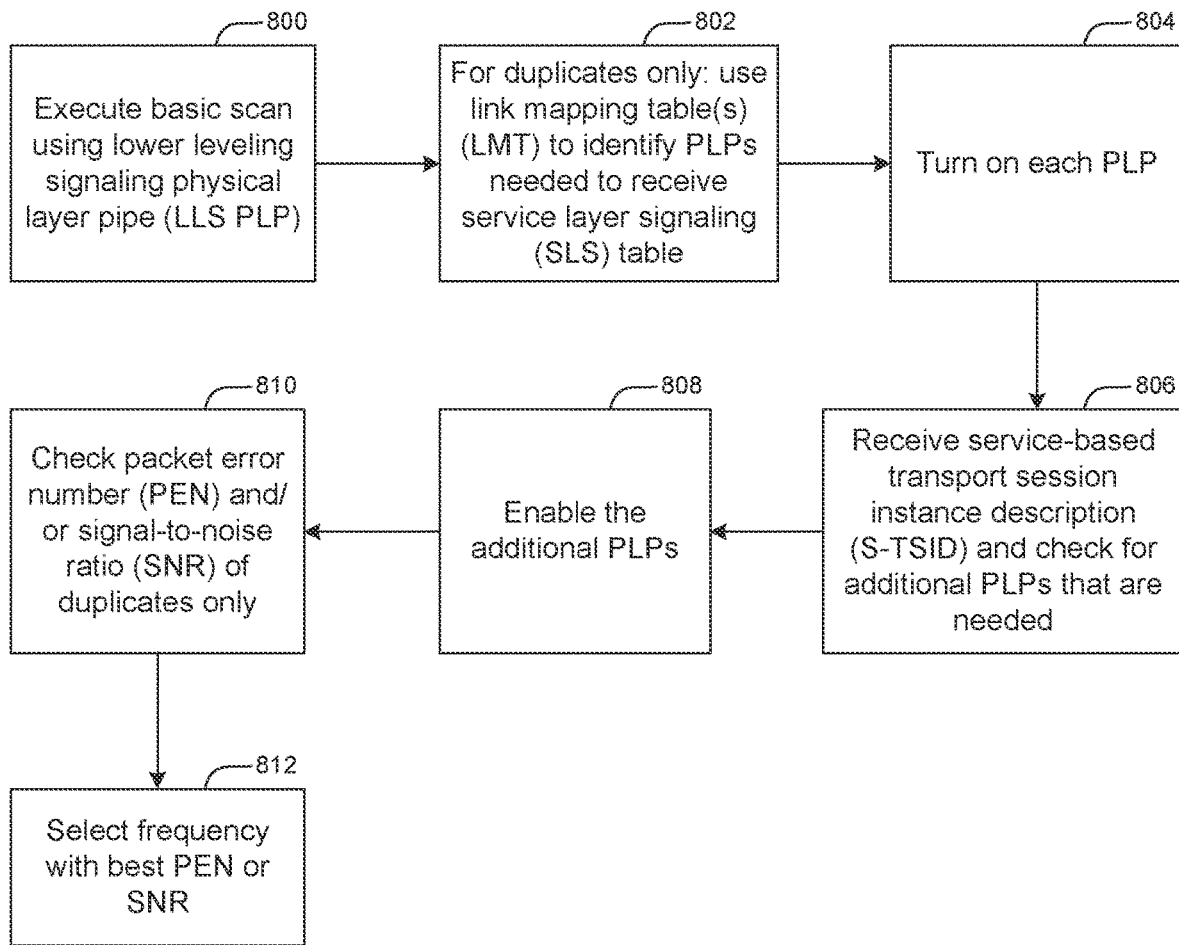 800
Execute basic scan
using lower leveling
signaling physical
layer pipe (LLS PLP)
802
For duplicates only: use
link mapping table(s)
(LMT) to identify PLPs
needed to receive
service layer signaling
(SLS) table
804
Turn on each PLP
806
Receive service-based
transport session
instance description
(S-TSID) and check for
additional PLPs that are
needed
808
Enable the
additional PLPs
810
Check packet error
number (PEN) and/
or signal-to-noise
ratio (SNR) of
duplicates only
812
Select frequency
with best PEN or
SNR